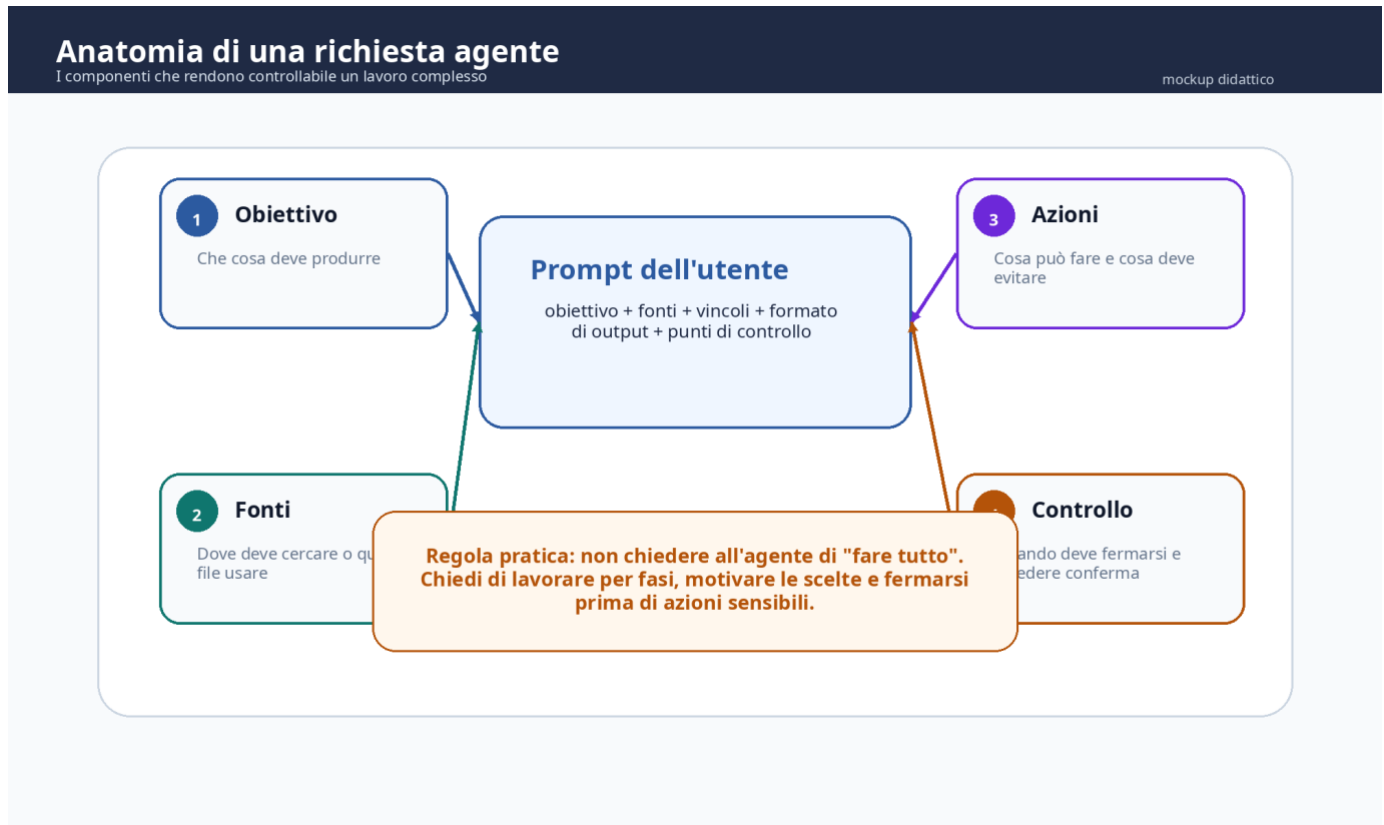 Anatomia di una richiesta agente
I componenti che rendono controllabile un lavoro complesso
mockup didattico
1
Obiettivo
Che cosa deve produrre
Prompt dell'utente
obiettivo + fonti + vincoli + formato
di output + punti di controllo
3
Azioni
Cosa può fare e cosa deve
evitare
2
Fonti
Dove deve cercare o
file usare
Controllo
deve fermarsi e
conferma
Regola pratica: non chiedere all'agente di "fare tutto".
Chiedi di lavorare per fasi, motivare le scelte e fermarsi
prima di azioni sensibili.